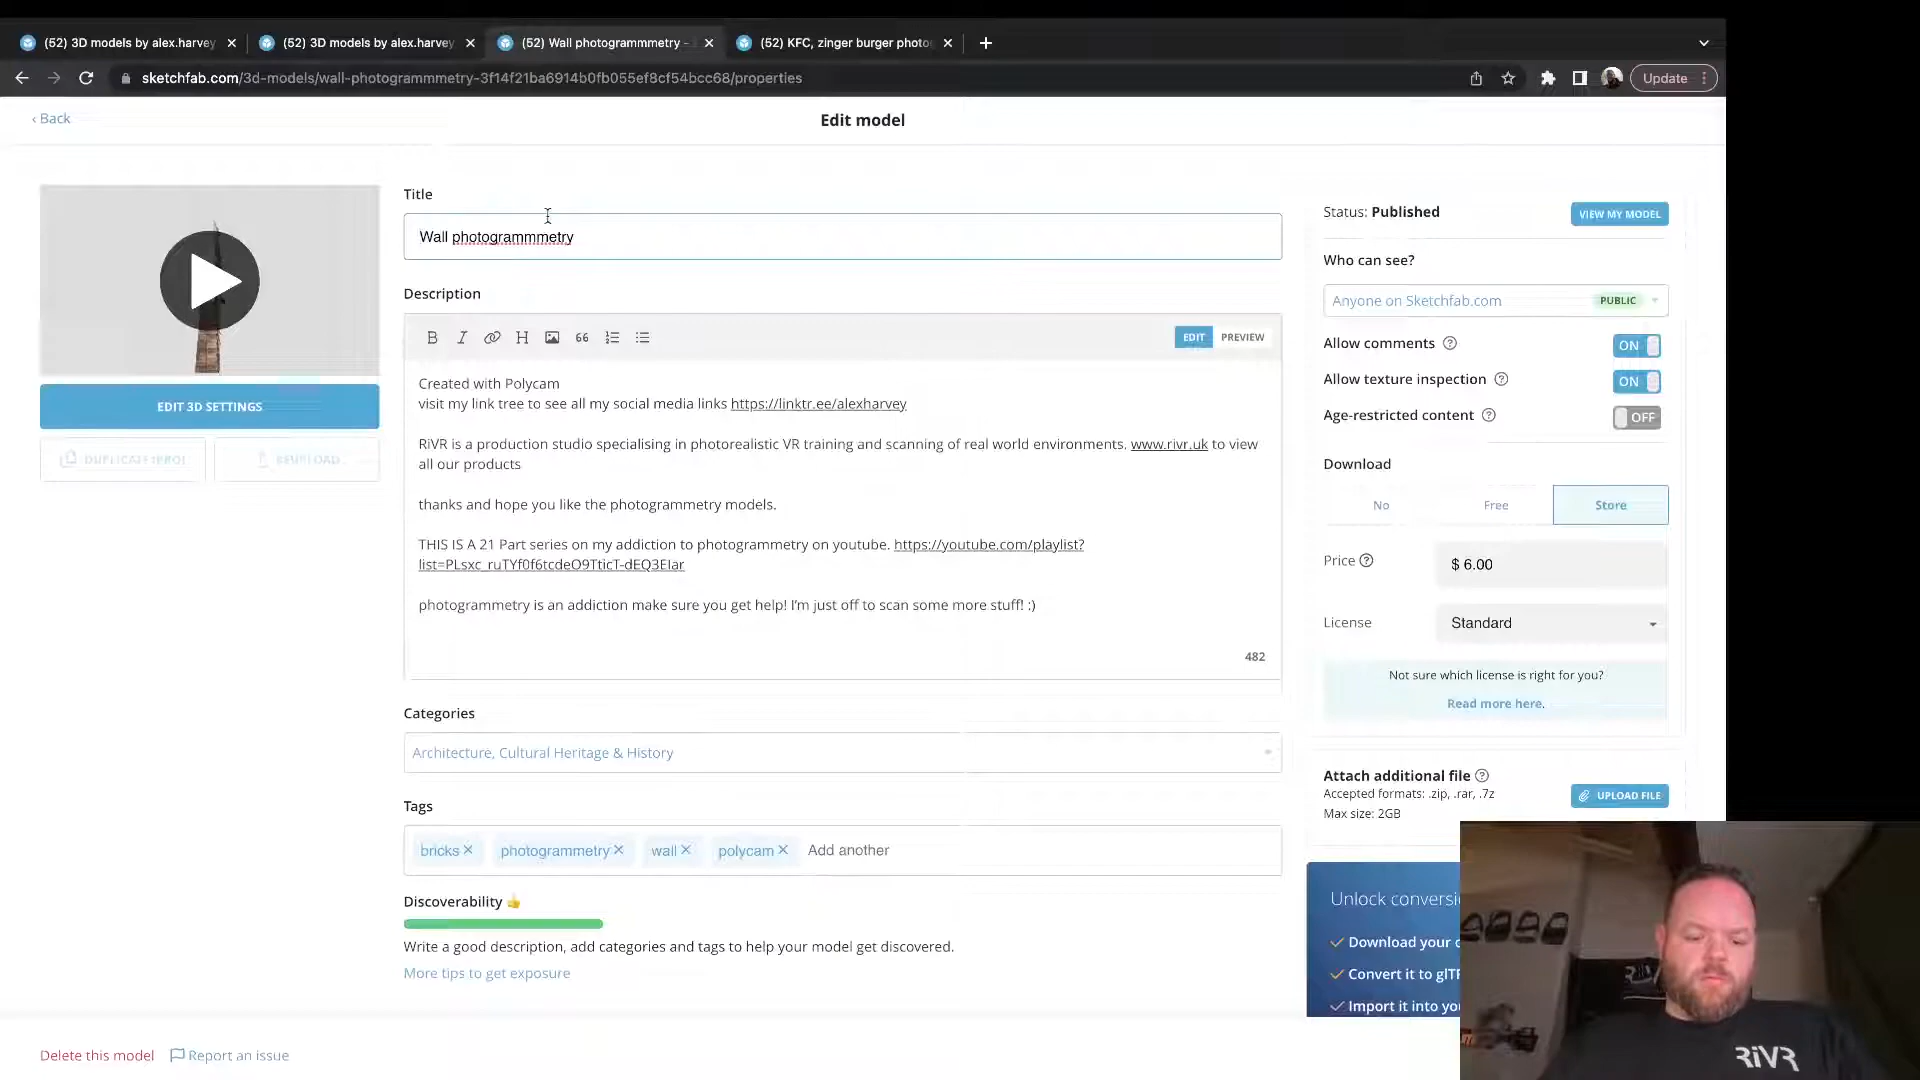 (52) 3D models by alex.harvey
(52) 3D models by alex.harvey
(52) Wall photogrammmetry -
(52) KFC, zinger burger photo
sketchfab.com/3d-models/wall-photogrammmetry-3f14f21ba6914b0fb055ef8cf54bcc68/properties
Update
‹ Back
Edit model
EDIT 3D SETTINGS
DUPLICATE (PRO)
REUPLOAD
Title
Wall photogrammmetry
Description
B I H 66
EDIT PREVIEW
Created with Polycam
visit my link tree to see all my social media links https://linktr.ee/alexharvey
RiVR is a production studio specialising in photorealistic VR training and scanning of real world environments. www.rivr.uk to view
all our products
thanks and hope you like the photogrammetry models.
THIS IS A 21 Part series on my addiction to photogrammetry on youtube. https://youtube.com/playlist?
list=PLsxc_ruTYf0f6tcdeO9TticT-dEQ3EIar
photogrammetry is an addiction make sure you get help! I'm just off to scan some more stuff! :)
482
Categories
Architecture, Cultural Heritage & History
Tags
bricks × photogrammetry × wall × polycam × Add another
Discoverability 👍
Write a good description, add categories and tags to help your model get discovered.
More tips to get exposure
Status: Published
VIEW MY MODEL
Who can see?
Anyone on Sketchfab.com PUBLIC
Allow comments ? ON
Allow texture inspection ? ON
Age-restricted content ? OFF
Download
No Free Store
Price ? $ 6.00
License Standard
Not sure which license is right for you?
Read more here.
Attach additional file ?
Accepted formats: .zip, .rar, .7z
Max size: 2GB
UPLOAD FILE
Unlock conversi
Download your
Convert it to glTF
Import it into yo
Delete this model
Report an issue
RiVR